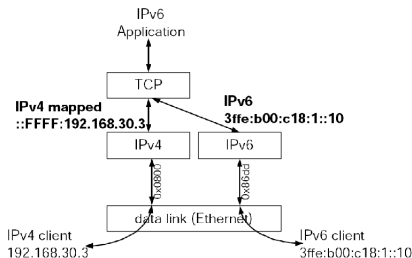 IPv6
Application
TCP
IPv4 mapped
::FFFF:192.168.30.3
IPv6
3ffe:b00:c18:1::10
IPv4
IPv6
0x0800
0x86dd
data link (Ethernet)
IPv4 client
192.168.30.3
IPv6 client
3ffe:b00:c18:1::10